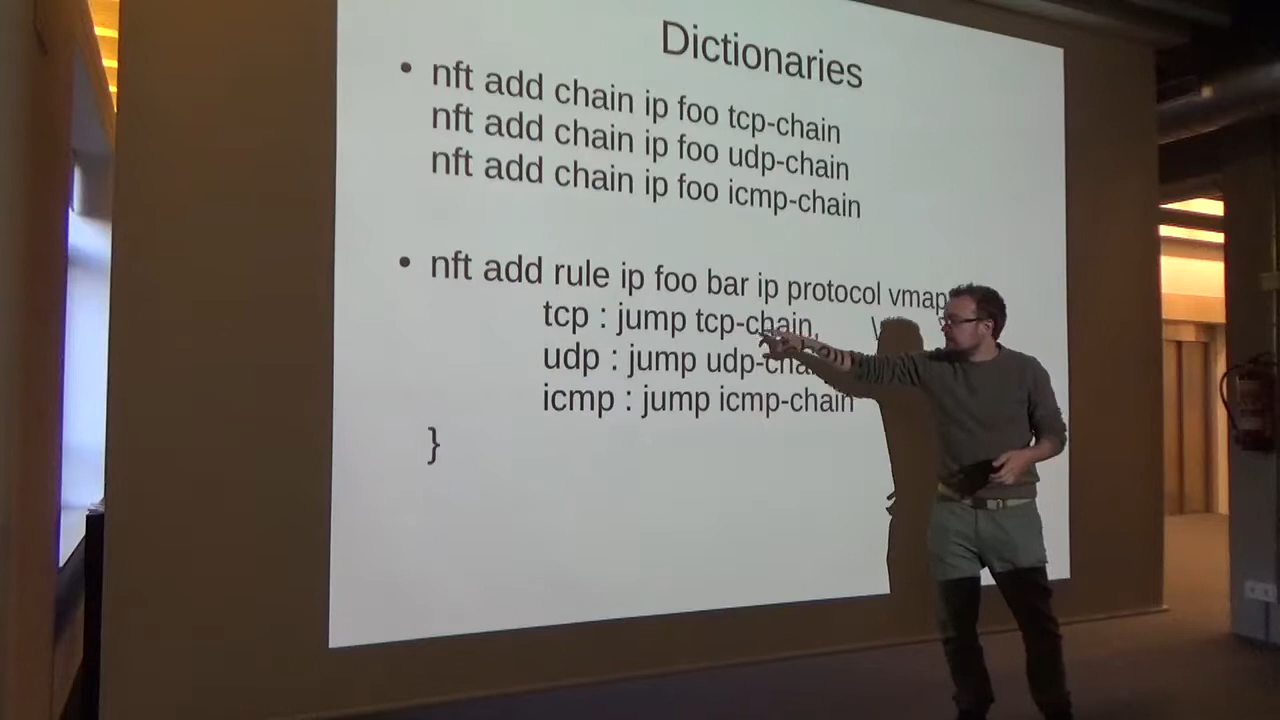 Dictionaries
• nft add chain ip foo tcp-chain
nft add chain ip foo udp-chain
nft add chain ip foo icmp-chain
• nft add rule ip foo bar ip protocol vmap
tcp : jump tcp-chain, \
udp : jump
icmp : jump icmp-chain
}